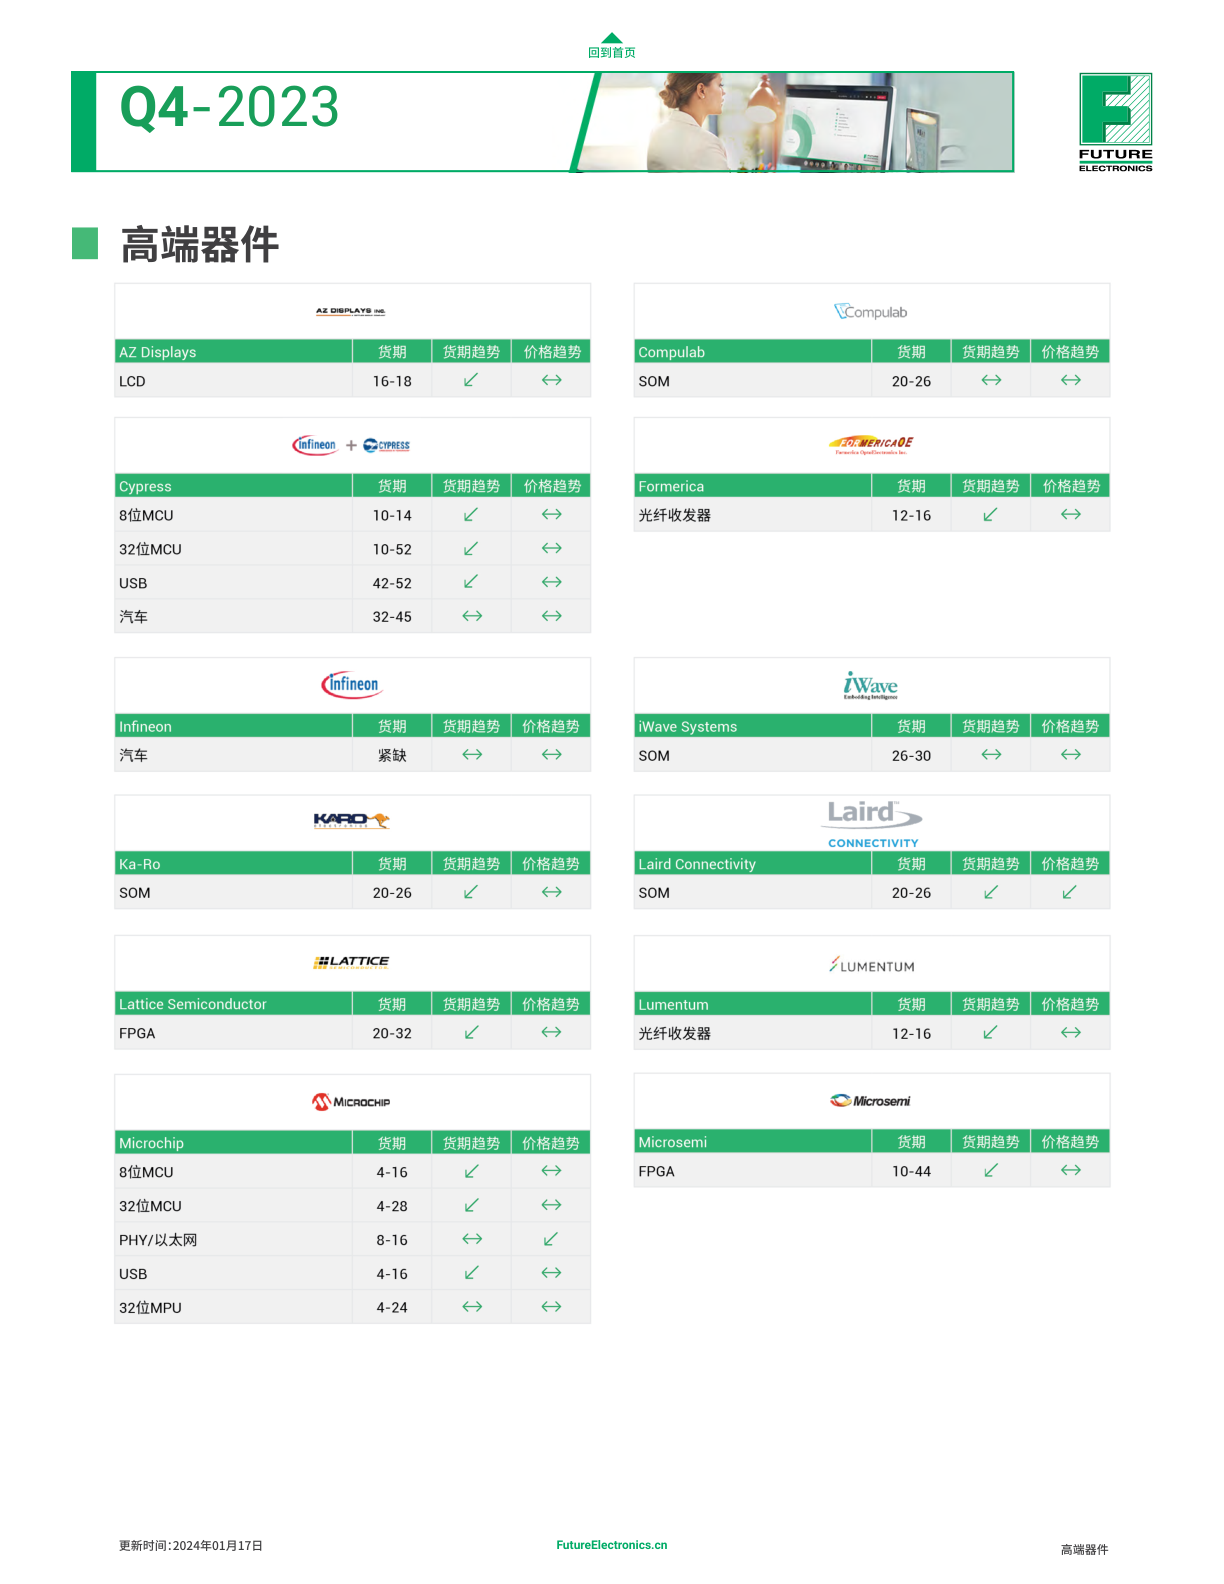 回到首页
Q4-2023
FUTURE
ELECTRONICS
高端器件
AZ DISPLAYS INC.
AZ Displays 货期 货期趋势 价格趋势
LCD 16-18 ↙ ↔
Compulab
Compulab 货期 货期趋势 价格趋势
SOM 20-26 ↔ ↔
infineon + CYPRESS
Cypress 货期 货期趋势 价格趋势
8位MCU 10-14 ↙ ↔
32位MCU 10-52 ↙ ↔
USB 42-52 ↙ ↔
汽车 32-45 ↔ ↔
FORMERICAOE
Formerica OptoElectronics Inc.
Formerica 货期 货期趋势 价格趋势
光纤收发器 12-16 ↙ ↔
infineon
Infineon 货期 货期趋势 价格趋势
汽车 紧缺 ↔ ↔
iWave
Embedding Intelligence
iWave Systems 货期 货期趋势 价格趋势
SOM 26-30 ↔ ↔
KARO
ELECTRONICS
Ka-Ro 货期 货期趋势 价格趋势
SOM 20-26 ↙ ↔
Laird™
CONNECTIVITY
Laird Connectivity 货期 货期趋势 价格趋势
SOM 20-26 ↙ ↙
LATTICE
SEMICONDUCTOR
Lattice Semiconductor 货期 货期趋势 价格趋势
FPGA 20-32 ↙ ↔
LUMENTUM
Lumentum 货期 货期趋势 价格趋势
光纤收发器 12-16 ↙ ↔
MICROCHIP
Microchip 货期 货期趋势 价格趋势
8位MCU 4-16 ↙ ↔
32位MCU 4-28 ↙ ↔
PHY/以太网 8-16 ↔ ↙
USB 4-16 ↙ ↔
32位MPU 4-24 ↔ ↔
Microsemi
Microsemi 货期 货期趋势 价格趋势
FPGA 10-44 ↙ ↔
更新时间：2024年01月17日
FutureElectronics.cn
高端器件